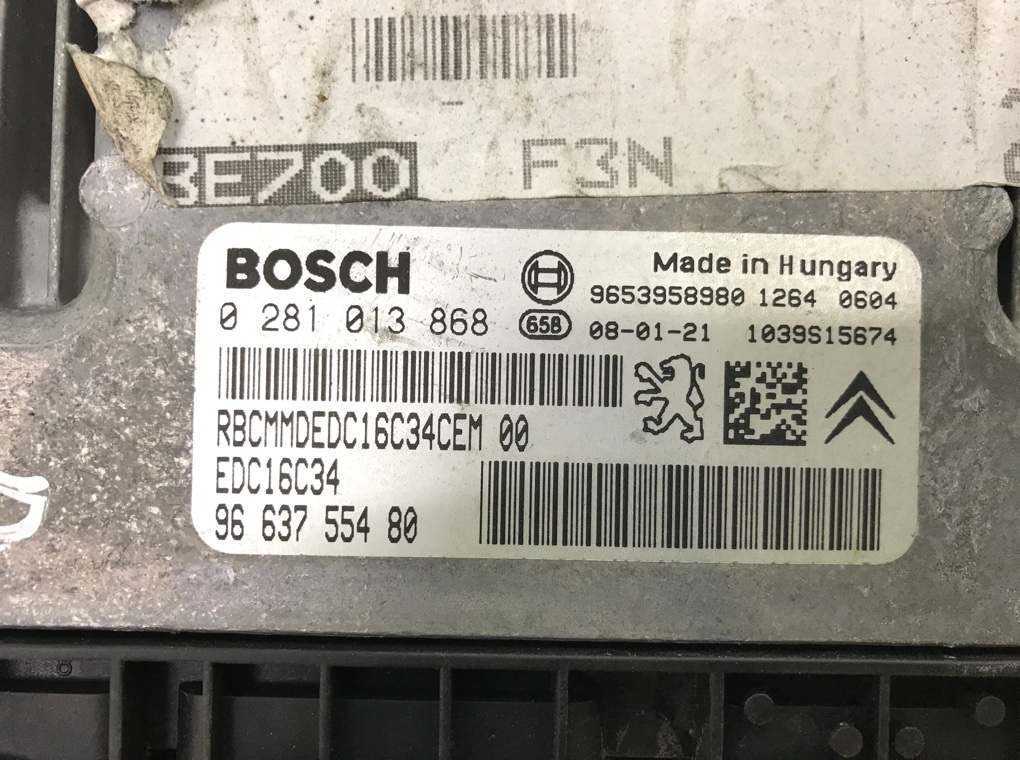 3E700
F3N
BOSCH
Made in Hungary
9653958980 1264 0604
0 281 013 868
658
08-01-21 1039S15674
RBCMMDEDC16C34CEM 00
EDC16C34
96 637 554 80